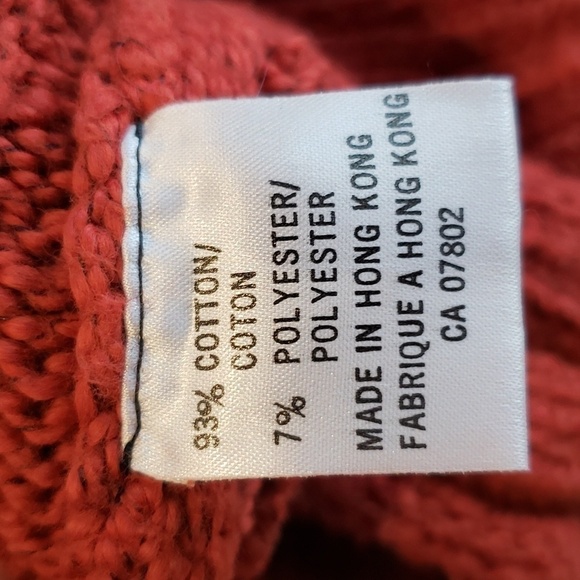 93% COTTON/
COTON
7% POLYESTER/
POLYESTER
MADE IN HONG KONG
FABRIQUE A HONG KONG
CA 07802